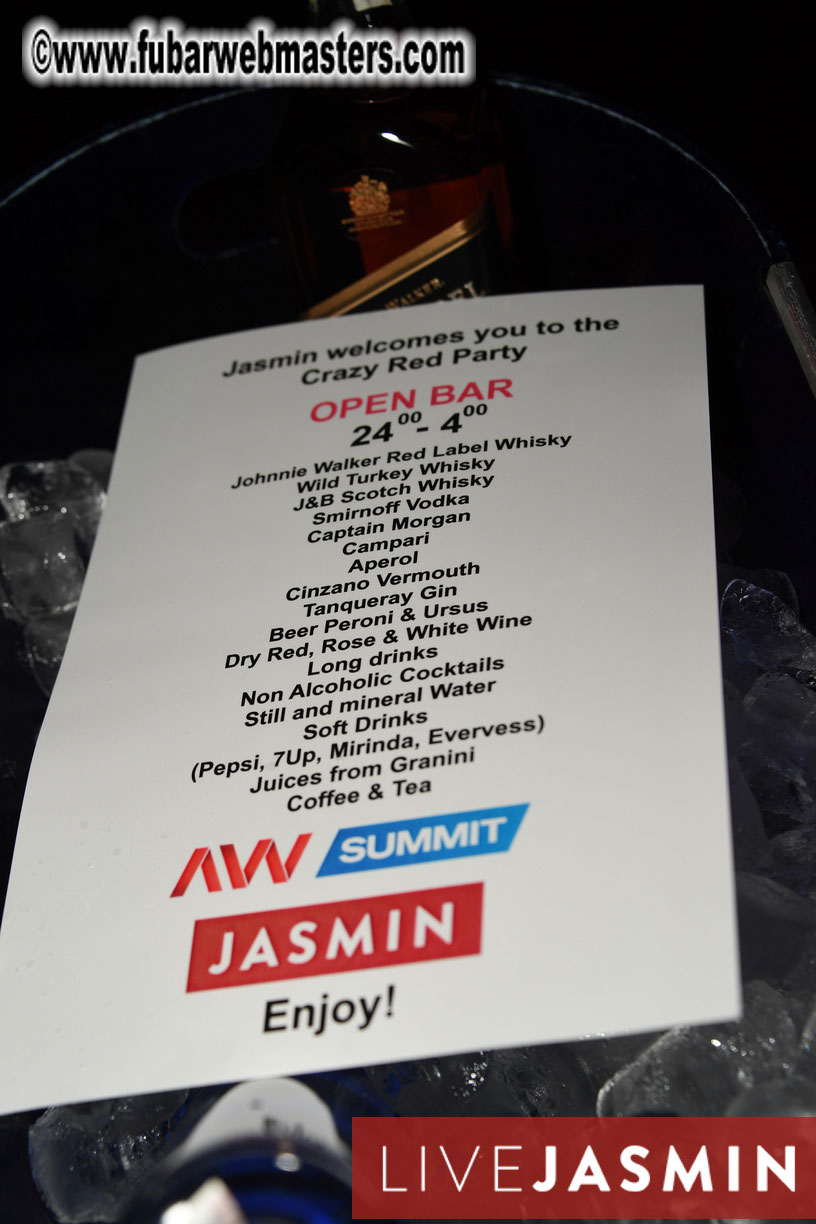 ©www.fubarwebmasters.com
WALKER
Jasmin welcomes you to the
Crazy Red Party
OPEN BAR
24⁰⁰ - 4⁰⁰
Johnnie Walker Red Label Whisky
Wild Turkey Whisky
J&B Scotch Whisky
Smirnoff Vodka
Captain Morgan
Campari
Aperol
Cinzano Vermouth
Tanqueray Gin
Beer Peroni & Ursus
Dry Red, Rose & White Wine
Long drinks
Non Alcoholic Cocktails
Still and mineral Water
Soft Drinks
(Pepsi, 7Up, Mirinda, Evervess)
Juices from Granini
Coffee & Tea
AW SUMMIT
JASMIN
Enjoy!
LIVEJASMIN